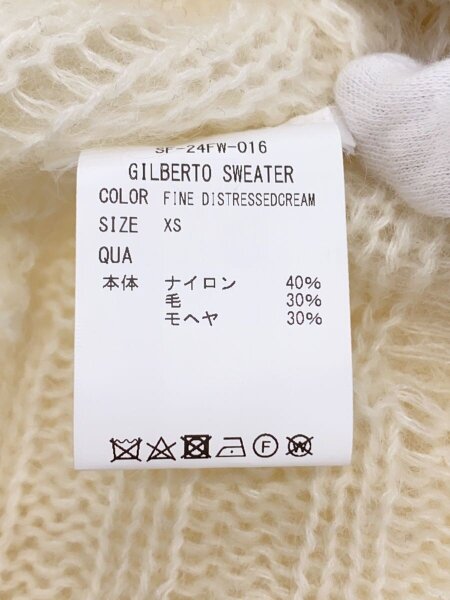 SF-24FW-016
GILBERTO SWEATER
COLOR FINE DISTRESSEDCREAM
SIZE XS
QUA
本体 ナイロン 40%
毛 30%
モヘヤ 30%
F W